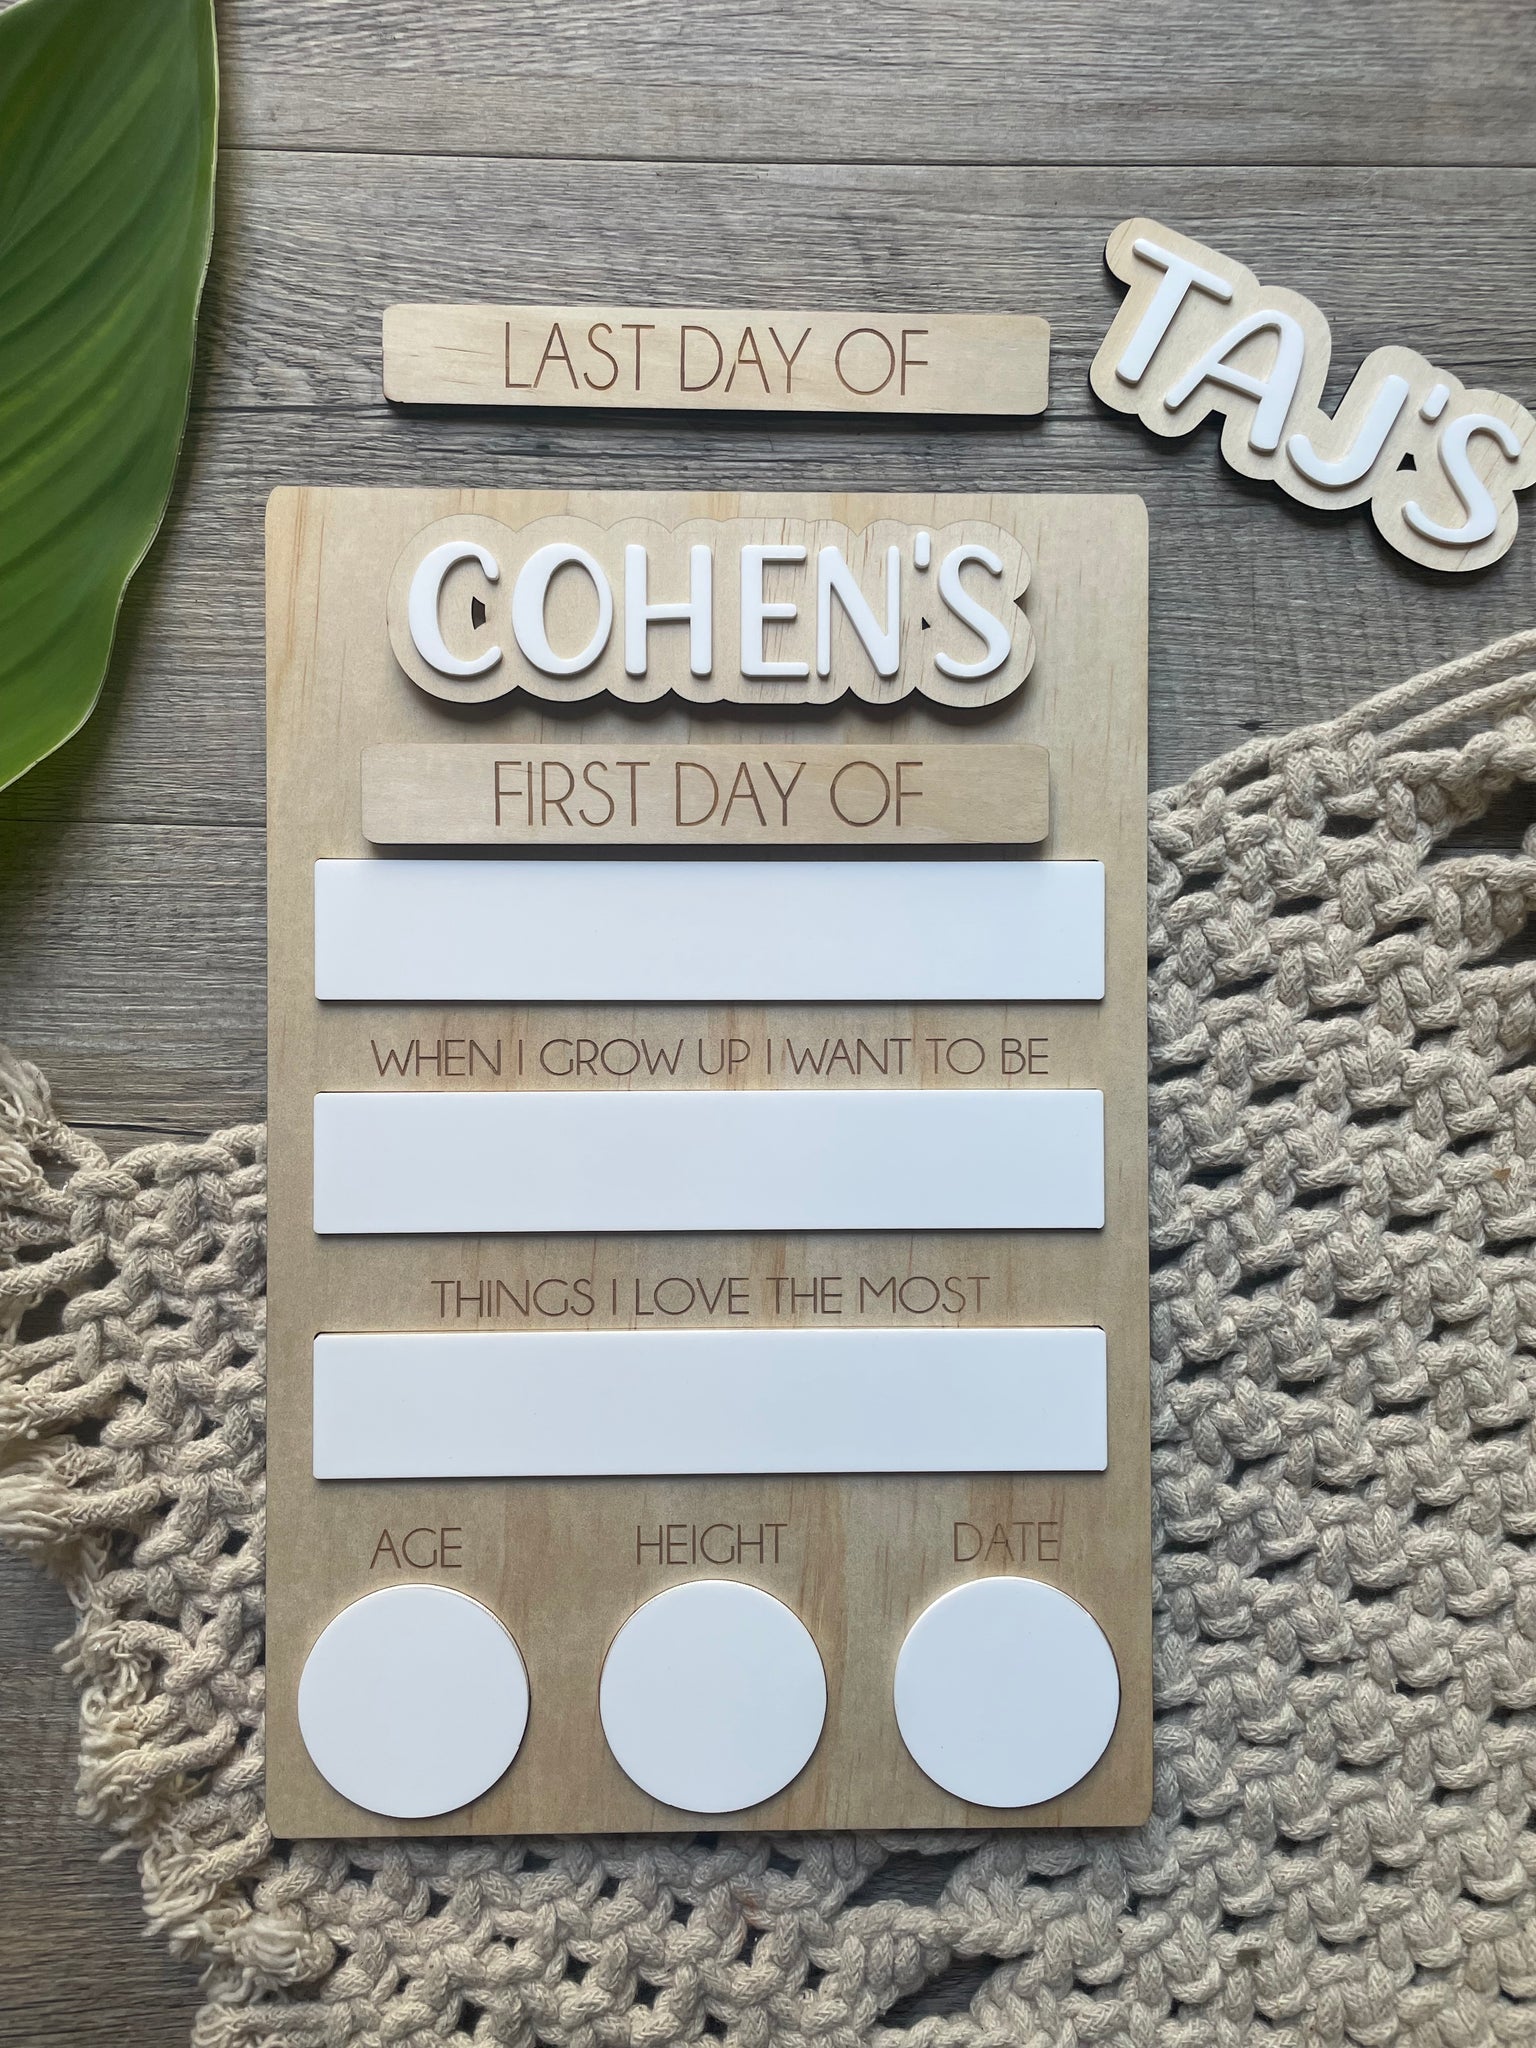 LAST DAY OF
TAJ'S
COHEN'S
FIRST DAY OF
WHEN I GROW UP I WANT TO BE
THINGS I LOVE THE MOST
AGE
HEIGHT
DATE